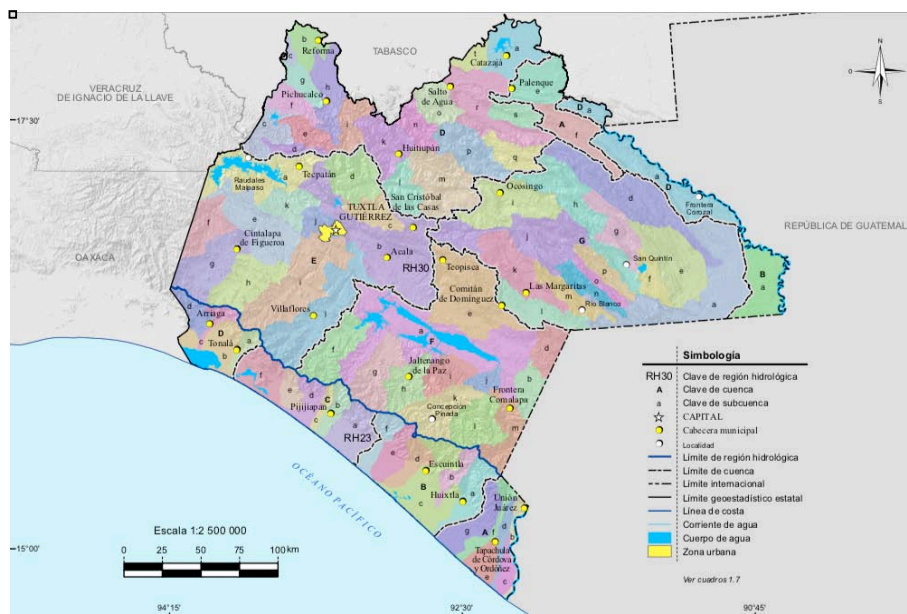 TABASCO
VERACRUZ
DE IGNACIO DE LA LLAVE
OAXACA
REPÚBLICA DE GUATEMAL
OCÉANO PACÍFICO
17°30'
15°00'
94°15'
92°30'
90°45'
N
O
E
S
Reforma
Pichucalco
Catazajá
Palenque
Salto
de Agua
Huitiupán
Tecpatán
Raudales
Malpaso
Ocosingo
San Cristóbal
de las Casas
TUXTLA
GUTIÉRREZ
Cintalapa
de Figueroa
Acala
RH30
Teopisca
Frontera
Corozal
San Quintín
Las Margaritas
Río Blanco
Comitán
de Domínguez
Villaflores
Arriaga
Tonalá
Jaltenango
de la Paz
Frontera
Comalapa
Concepción
Pinada
Pijijiapan
RH23
Escuintla
Huixtla
Unión
Juárez
Tapachula
de Córdova
y Ordóñez
Escala 1:2 500 000
0 25 50 75 100 km
Simbología
RH30 Clave de región hidrológica
A Clave de cuenca
a Clave de subcuenca
CAPITAL
Cabecera municipal
Localidad
Límite de región hidrológica
Límite de cuenca
Límite internacional
Límite geoestadístico estatal
Línea de costa
Corriente de agua
Cuerpo de agua
Zona urbana
Ver cuadros 1.7